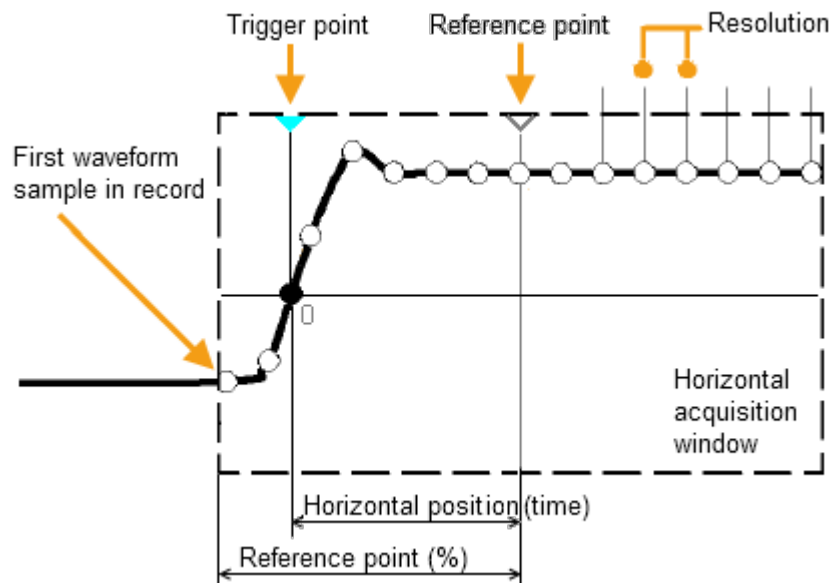 Trigger point
Reference point
Resolution
First waveform
sample in record
0
Horizontal
acquisition
window
Horizontal position (time)
Reference point (%)